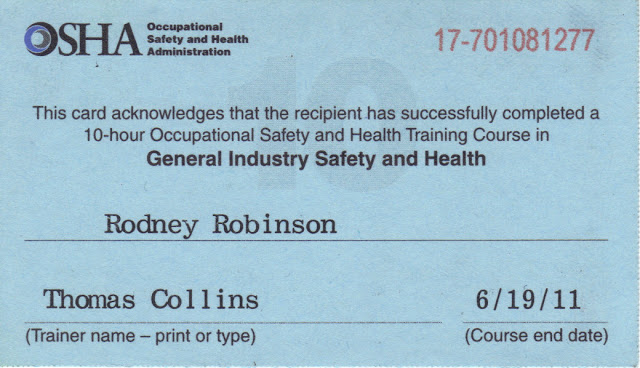 OSHA Occupational
Safety and Health
Administration
17-701081277
10
This card acknowledges that the recipient has successfully completed a
10-hour Occupational Safety and Health Training Course in
General Industry Safety and Health
Rodney Robinson
Thomas Collins 6/19/11
(Trainer name – print or type) (Course end date)